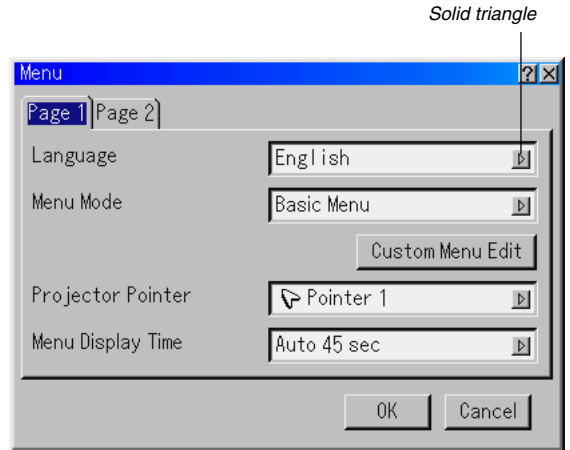 Solid triangle
Menu
Page 1 Page 2
Language English
Menu Mode Basic Menu
Custom Menu Edit
Projector Pointer Pointer 1
Menu Display Time Auto 45 sec
OK Cancel